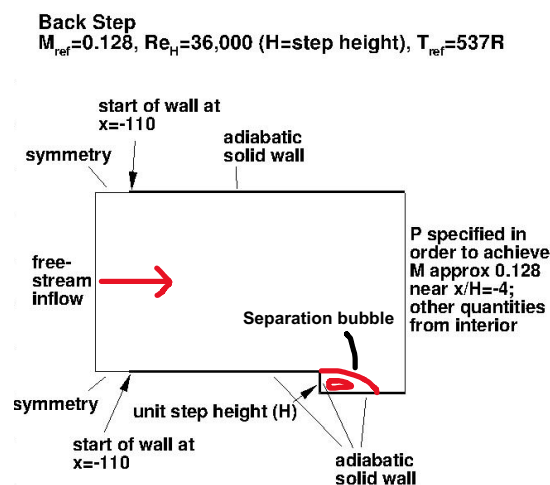 Back Step
Mref=0.128, ReH=36,000 (H=step height), Tref=537R
start of wall at
x=-110
symmetry
adiabatic
solid wall
free-
stream
inflow
P specified in
order to achieve
M approx 0.128
near x/H=-4;
other quantities
from interior
Separation bubble
symmetry
unit step height (H)
start of wall at
x=-110
adiabatic
solid wall